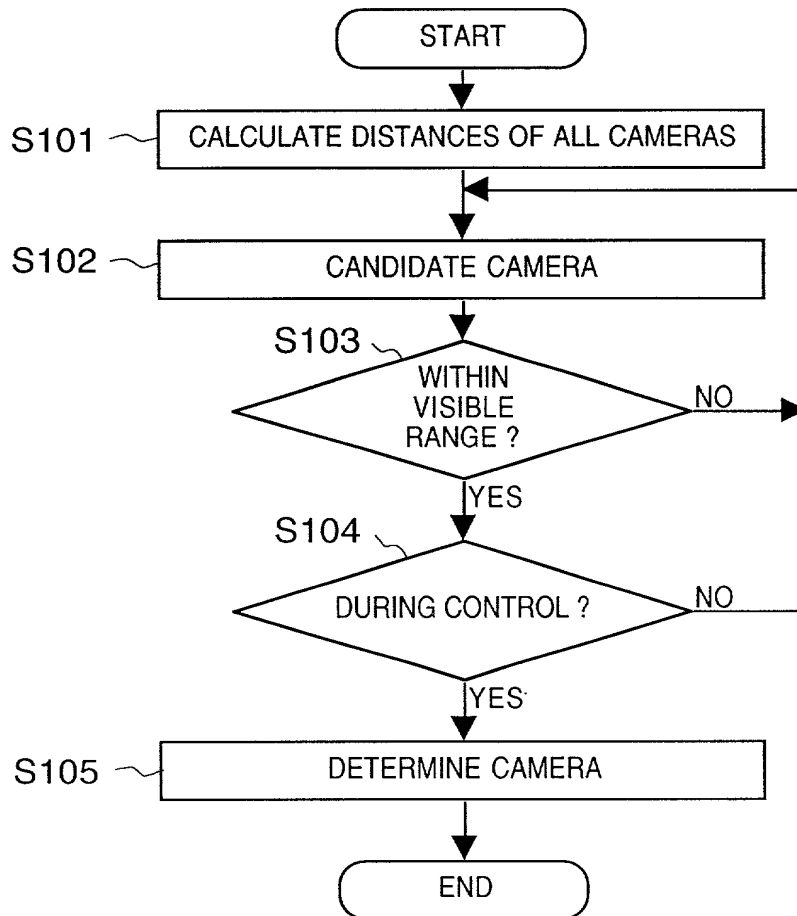 START
S101
CALCULATE DISTANCES OF ALL CAMERAS
S102
CANDIDATE CAMERA
S103
WITHIN
VISIBLE
RANGE ?
NO
YES
S104
DURING CONTROL ?
NO
YES
S105
DETERMINE CAMERA
END